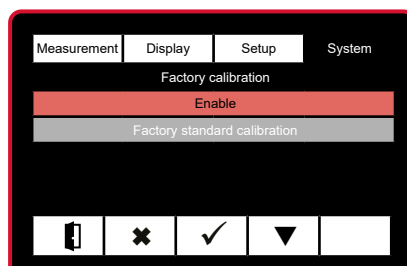 Measurement Display Setup System
Factory calibration
Enable
Factory standard calibration